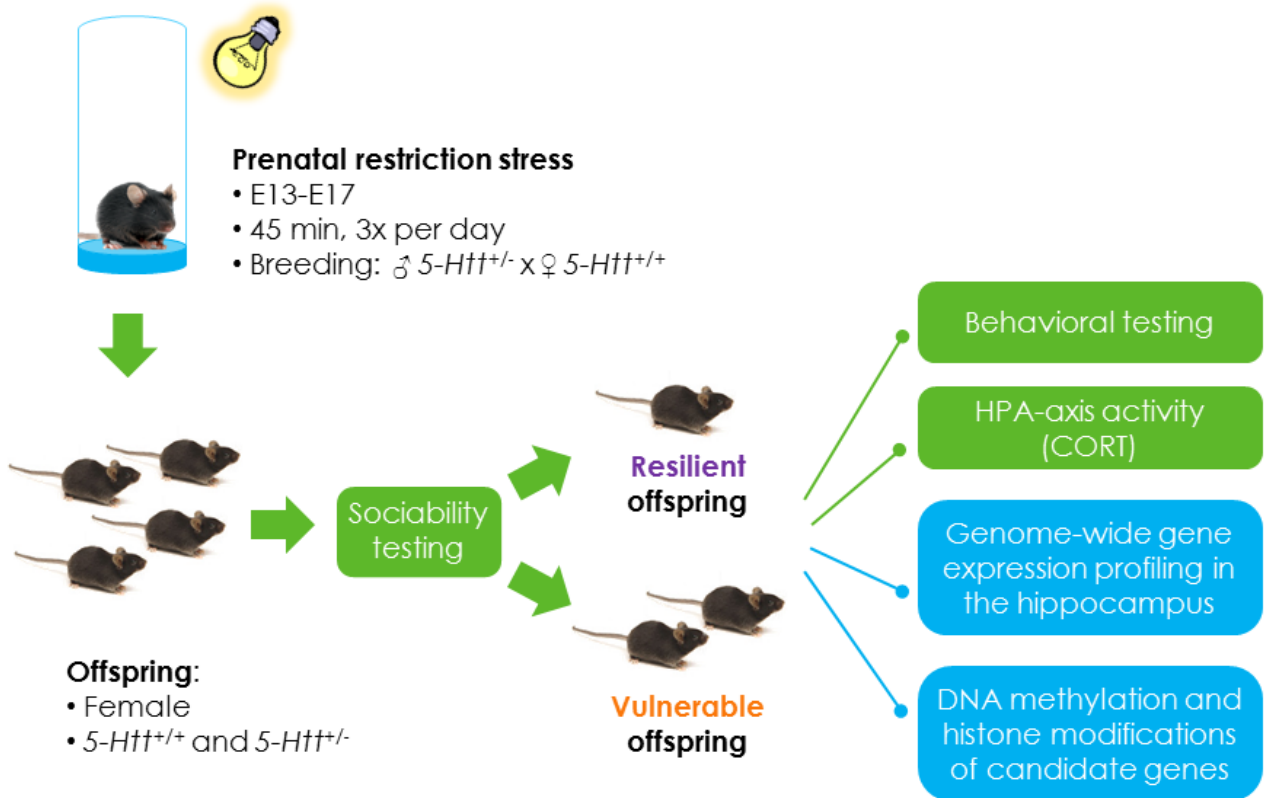 Prenatal restriction stress
• E13-E17
• 45 min, 3x per day
• Breeding: ♂ 5-Htt+/- x ♀ 5-Htt+/+
Sociability
testing
Resilient
offspring
Vulnerable
offspring
Offspring:
• Female
• 5-Htt+/+ and 5-Htt+/-
Behavioral testing
HPA-axis activity
(CORT)
Genome-wide gene
expression profiling in
the hippocampus
DNA methylation and
histone modifications
of candidate genes